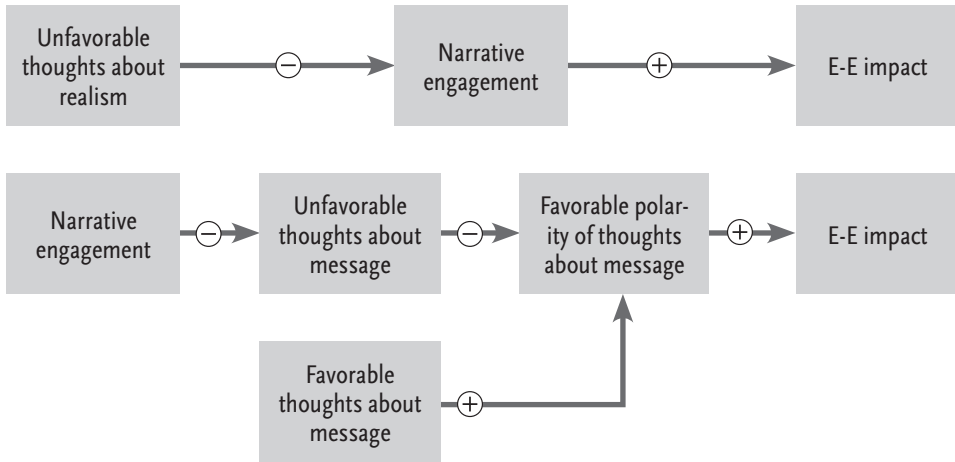 Unfavorable
thoughts about
realism
−
Narrative
engagement
+
E-E impact
Narrative
engagement
−
Unfavorable
thoughts about
message
−
Favorable polar-
ity of thoughts
about message
+
E-E impact
Favorable
thoughts about
message
+